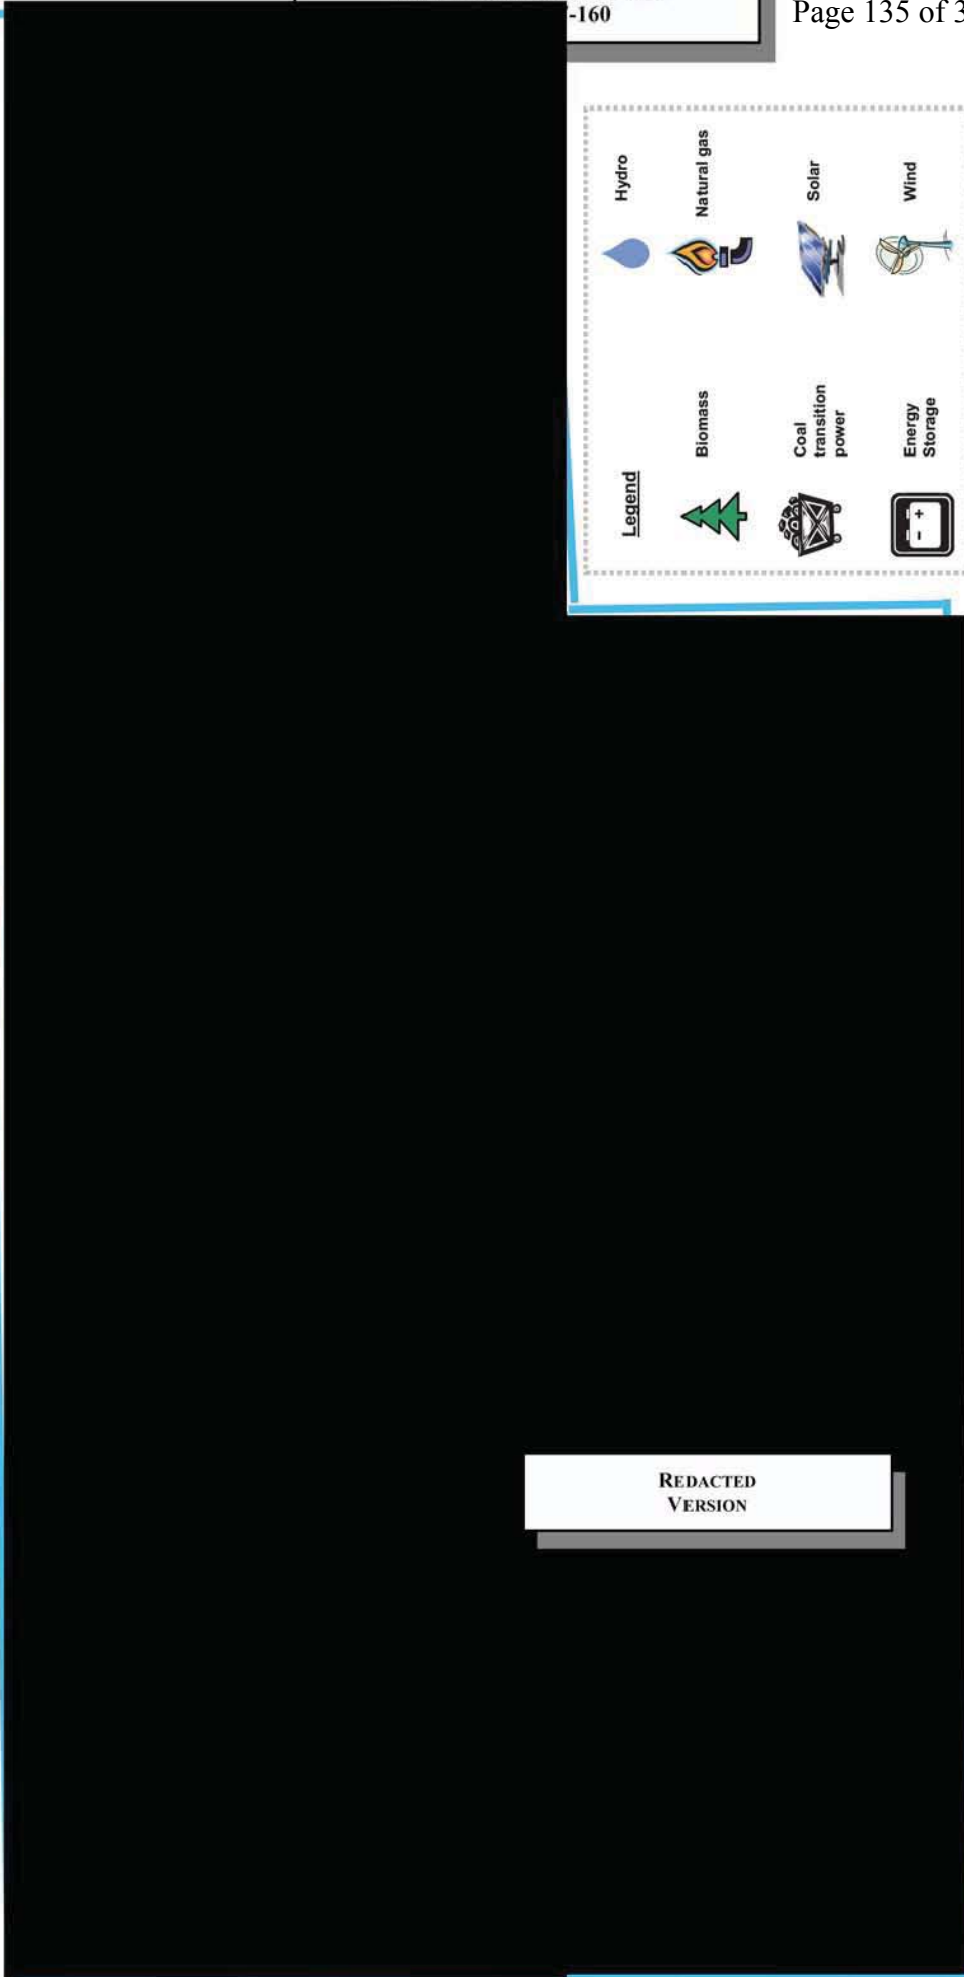 -160
Page 135 of 3
Legend
Biomass
Coal
transition
power
Energy
Storage
Hydro
Natural gas
Solar
Wind
REDACTED
VERSION